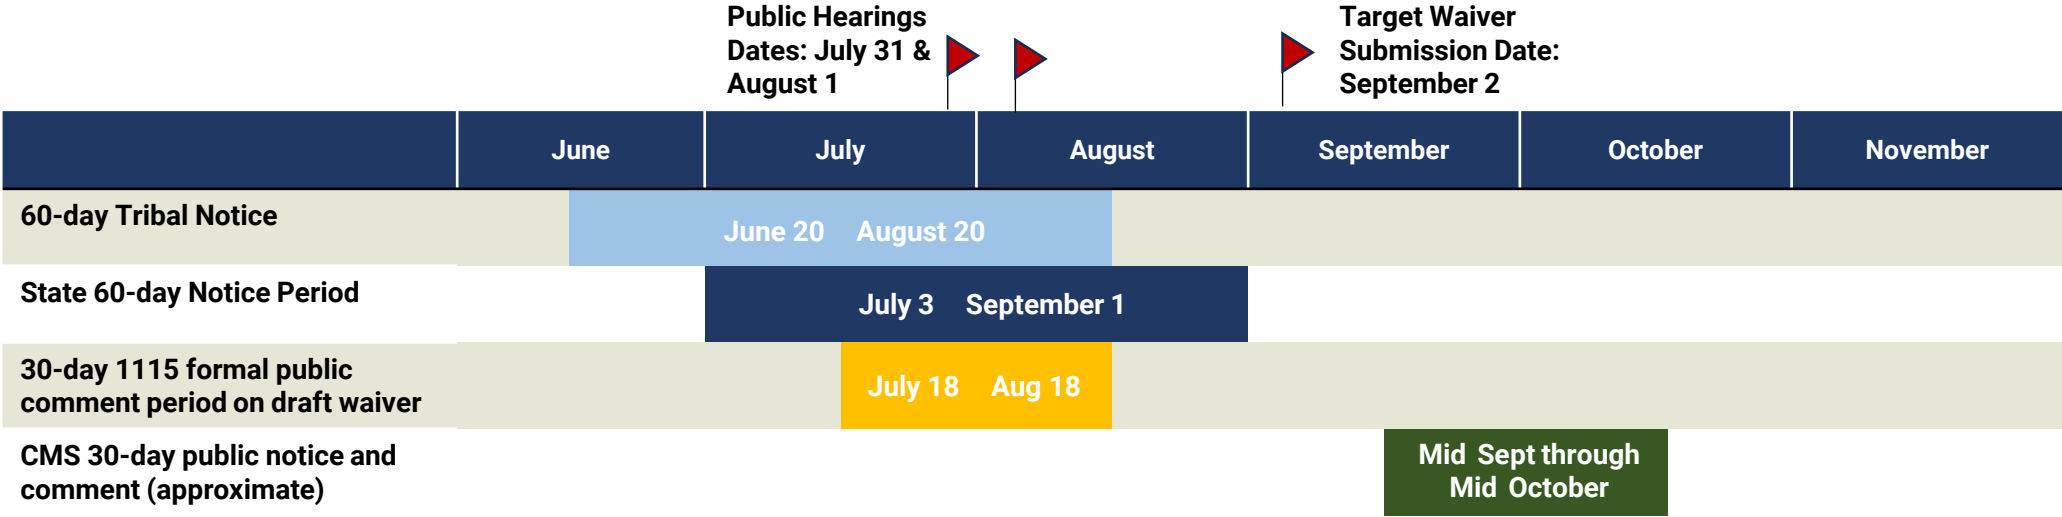 Public Hearings
Dates: July 31 &
August 1
Target Waiver
Submission Date:
September 2
June July August September October November
60-day Tribal Notice
June 20 August 20
State 60-day Notice Period
July 3 September 1
30-day 1115 formal public
comment period on draft waiver
July 18 Aug 18
CMS 30-day public notice and
comment (approximate)
Mid Sept through
Mid October